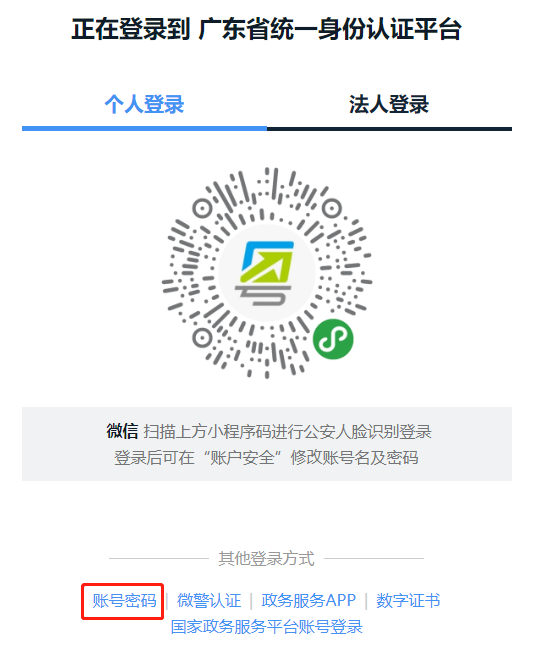 正在登录到 广东省统一身份认证平台
个人登录 法人登录
微信 扫描上方小程序码进行公安人脸识别登录
登录后可在“账户安全”修改账号名及密码
其他登录方式
账号密码 | 微警认证 | 政务服务APP | 数字证书
国家政务服务平台账号登录